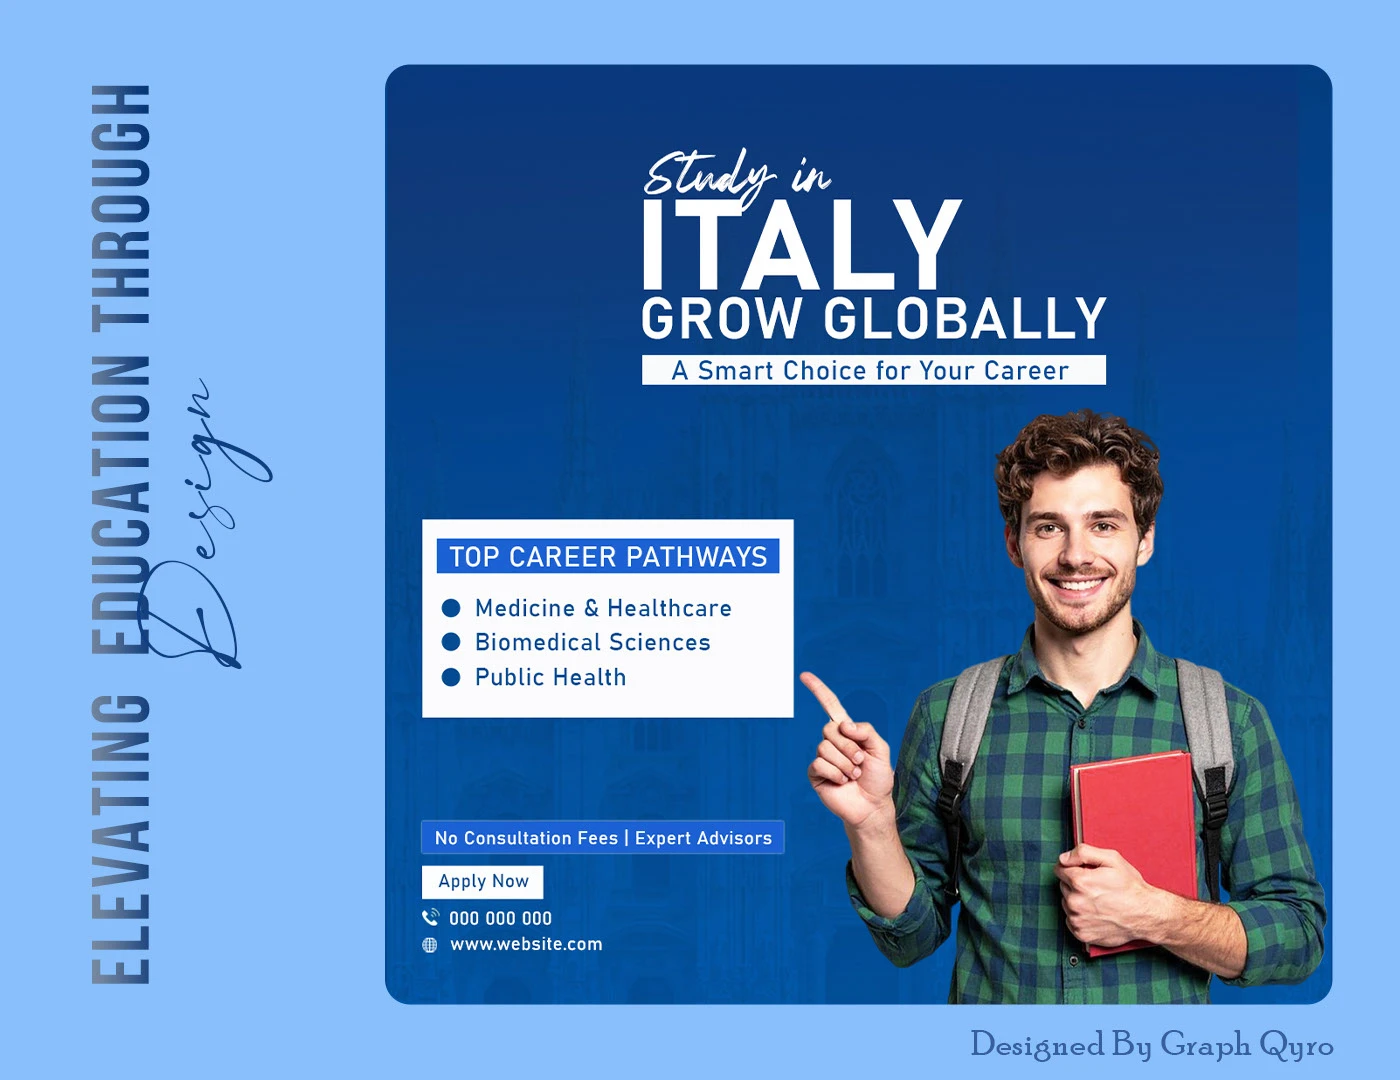 ELEVATING EDUCATION THROUGH
Design
Study in
ITALY
GROW GLOBALLY
A Smart Choice for Your Career
TOP CAREER PATHWAYS
Medicine & Healthcare
Biomedical Sciences
Public Health
No Consultation Fees | Expert Advisors
Apply Now
000 000 000
www.website.com
Designed By Graph Qyro